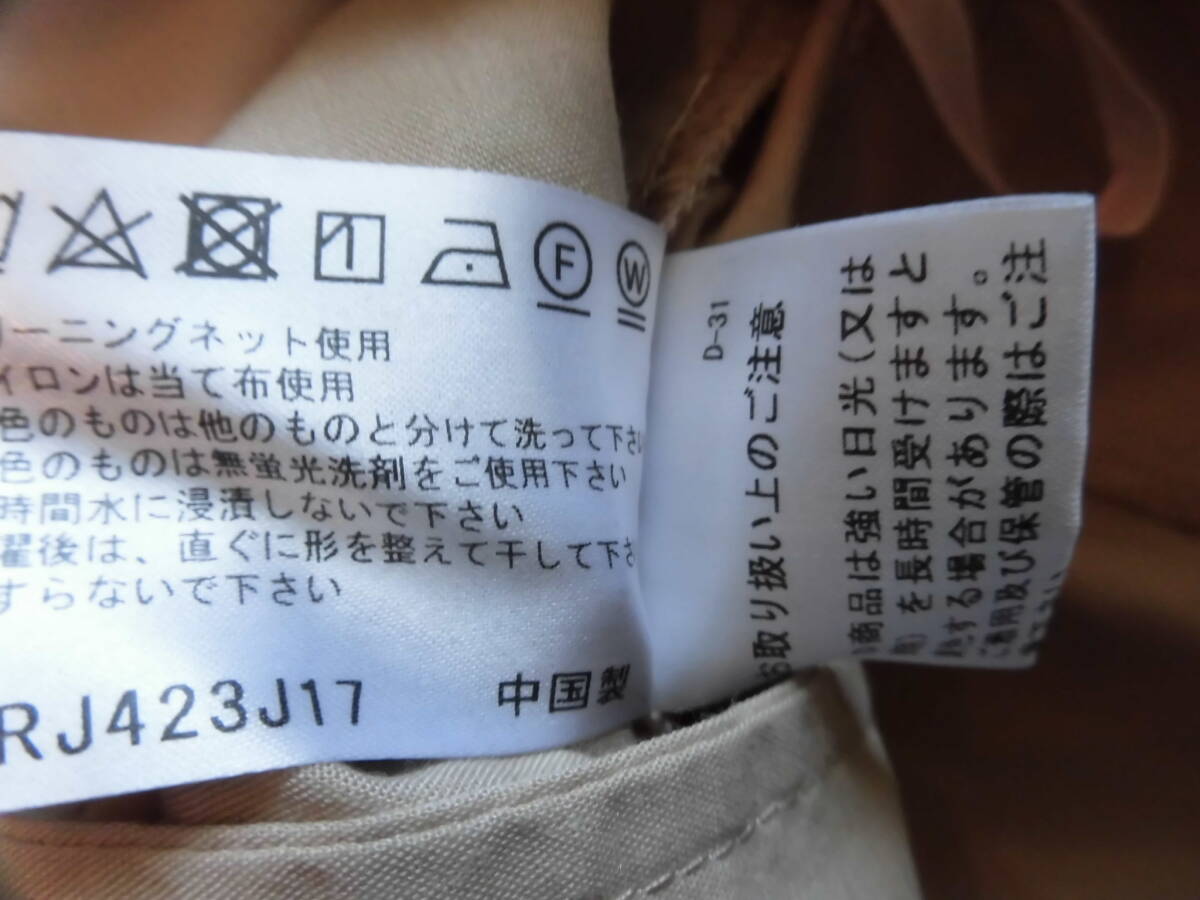 F W
ーニングネット使用
イロンは当て布使用
色のものは他のものと分けて洗って下さい
色のものは無蛍光洗剤をご使用下さい
時間水に浸漬しないで下さい
濯後は、直ぐに形を整えて干して下さ
すらないで下さい
RJ423J17
中国製
D-31
お取り扱い上のご注意
商品は強い日光(又は
を長時間受けますと
する場合があります。
ご着用及び保管の際はご注